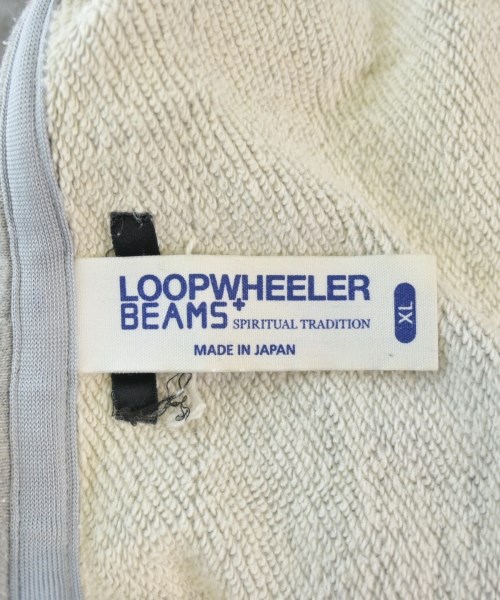 LOOPWHEELER
BEAMS+ SPIRITUAL TRADITION
MADE IN JAPAN
XL